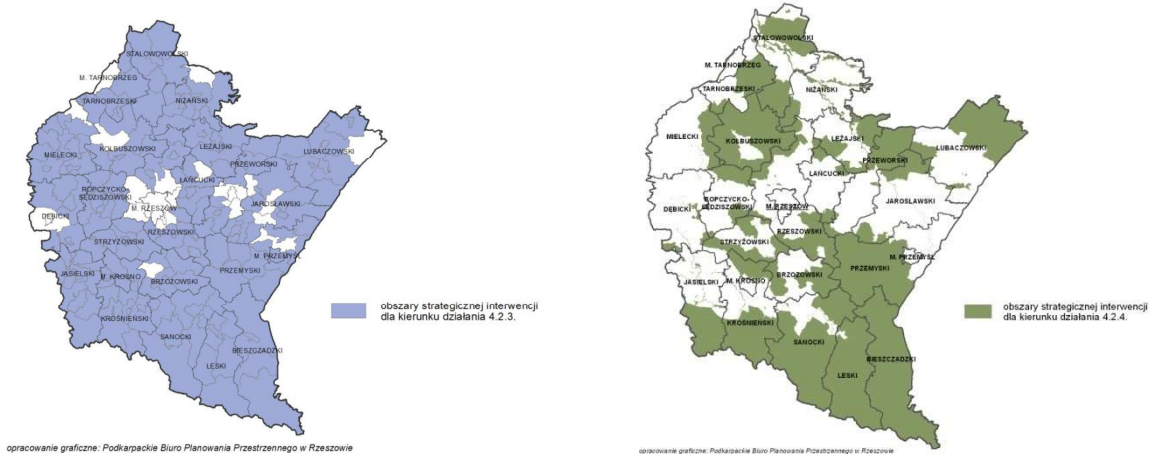 STALOWOWOLSKI
M. TARNOBRZEG
TARNOBRZESKI
NIŻAŃSKI
MIELECKI
KOLBUSZOWSKI
LEŻAJSKI
LUBACZOWSKI
PRZEWORSKI
ŁAŃCUCKI
ROPCZYCKO-
SĘDZISZOWSKI
M. RZESZÓW
JAROSŁAWSKI
DĘBICKI
RZESZOWSKI
STRZYŻOWSKI
M. PRZEMYŚL
JASIELSKI
M. KROSNO
BRZOZOWSKI
PRZEMYSKI
KROŚNIEŃSKI
SANOCKI
BIESZCZADZKI
LESKI
obszary strategicznej interwencji
dla kierunku działania 4.2.3.
opracowanie graficzne: Podkarpackie Biuro Planowania Przestrzennego w Rzeszowie
STALOWOWOLSKI
M. TARNOBRZEG
TARNOBRZESKI
NIŻAŃSKI
MIELECKI
KOLBUSZOWSKI
LEŻAJSKI
LUBACZOWSKI
PRZEWORSKI
ŁAŃCUCKI
ROPCZYCKO-
SĘDZISZOWSKI
M. RZESZÓW
JAROSŁAWSKI
DĘBICKI
RZESZOWSKI
STRZYŻOWSKI
M. PRZEMYŚL
PRZEMYSKI
JASIELSKI
M. KROSNO
BRZOZOWSKI
KROŚNIEŃSKI
SANOCKI
BIESZCZADZKI
LESKI
obszary strategicznej interwencji
dla kierunku działania 4.2.4.
opracowanie graficzne: Podkarpackie Biuro Planowania Przestrzennego w Rzeszowie